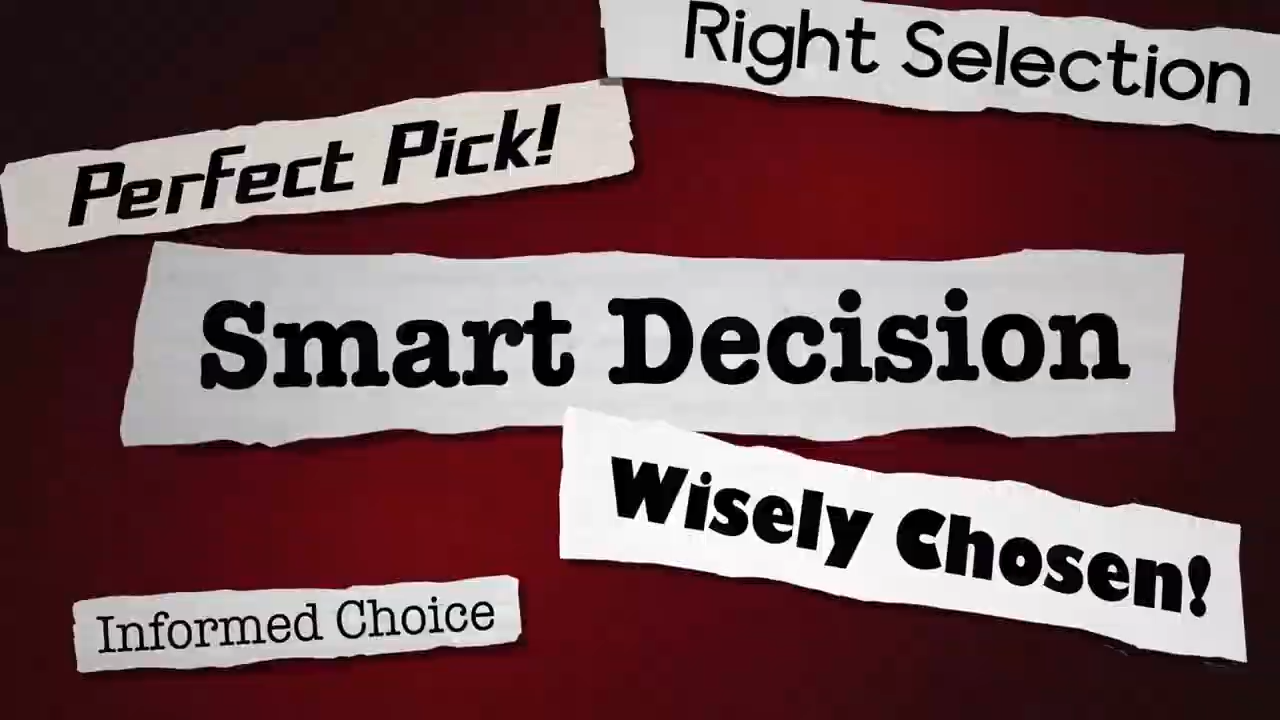 Right Selection
Perfect Pick!
Smart Decision
Wisely Chosen!
Informed Choice